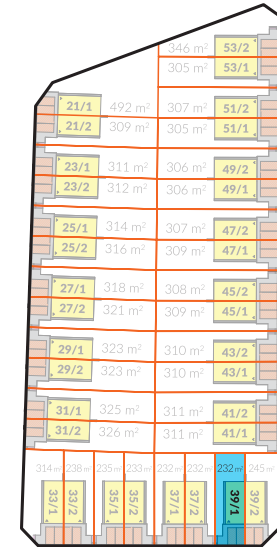 346 m² 53/2
305 m² 53/1
21/1 492 m² 307 m² 51/2
21/2 309 m² 305 m² 51/1
23/1 311 m² 306 m² 49/2
23/2 312 m² 306 m² 49/1
25/1 314 m² 307 m² 47/2
25/2 316 m² 309 m² 47/1
27/1 318 m² 308 m² 45/2
27/2 321 m² 309 m² 45/1
29/1 323 m² 310 m² 43/2
29/2 323 m² 310 m² 43/1
31/1 325 m² 311 m² 41/2
31/2 326 m² 311 m² 41/1
314 m² 238 m² 235 m² 233 m² 232 m² 232 m² 232 m² 245 m²
33/1 33/2 35/1 35/2 37/1 37/2 39/1 39/2